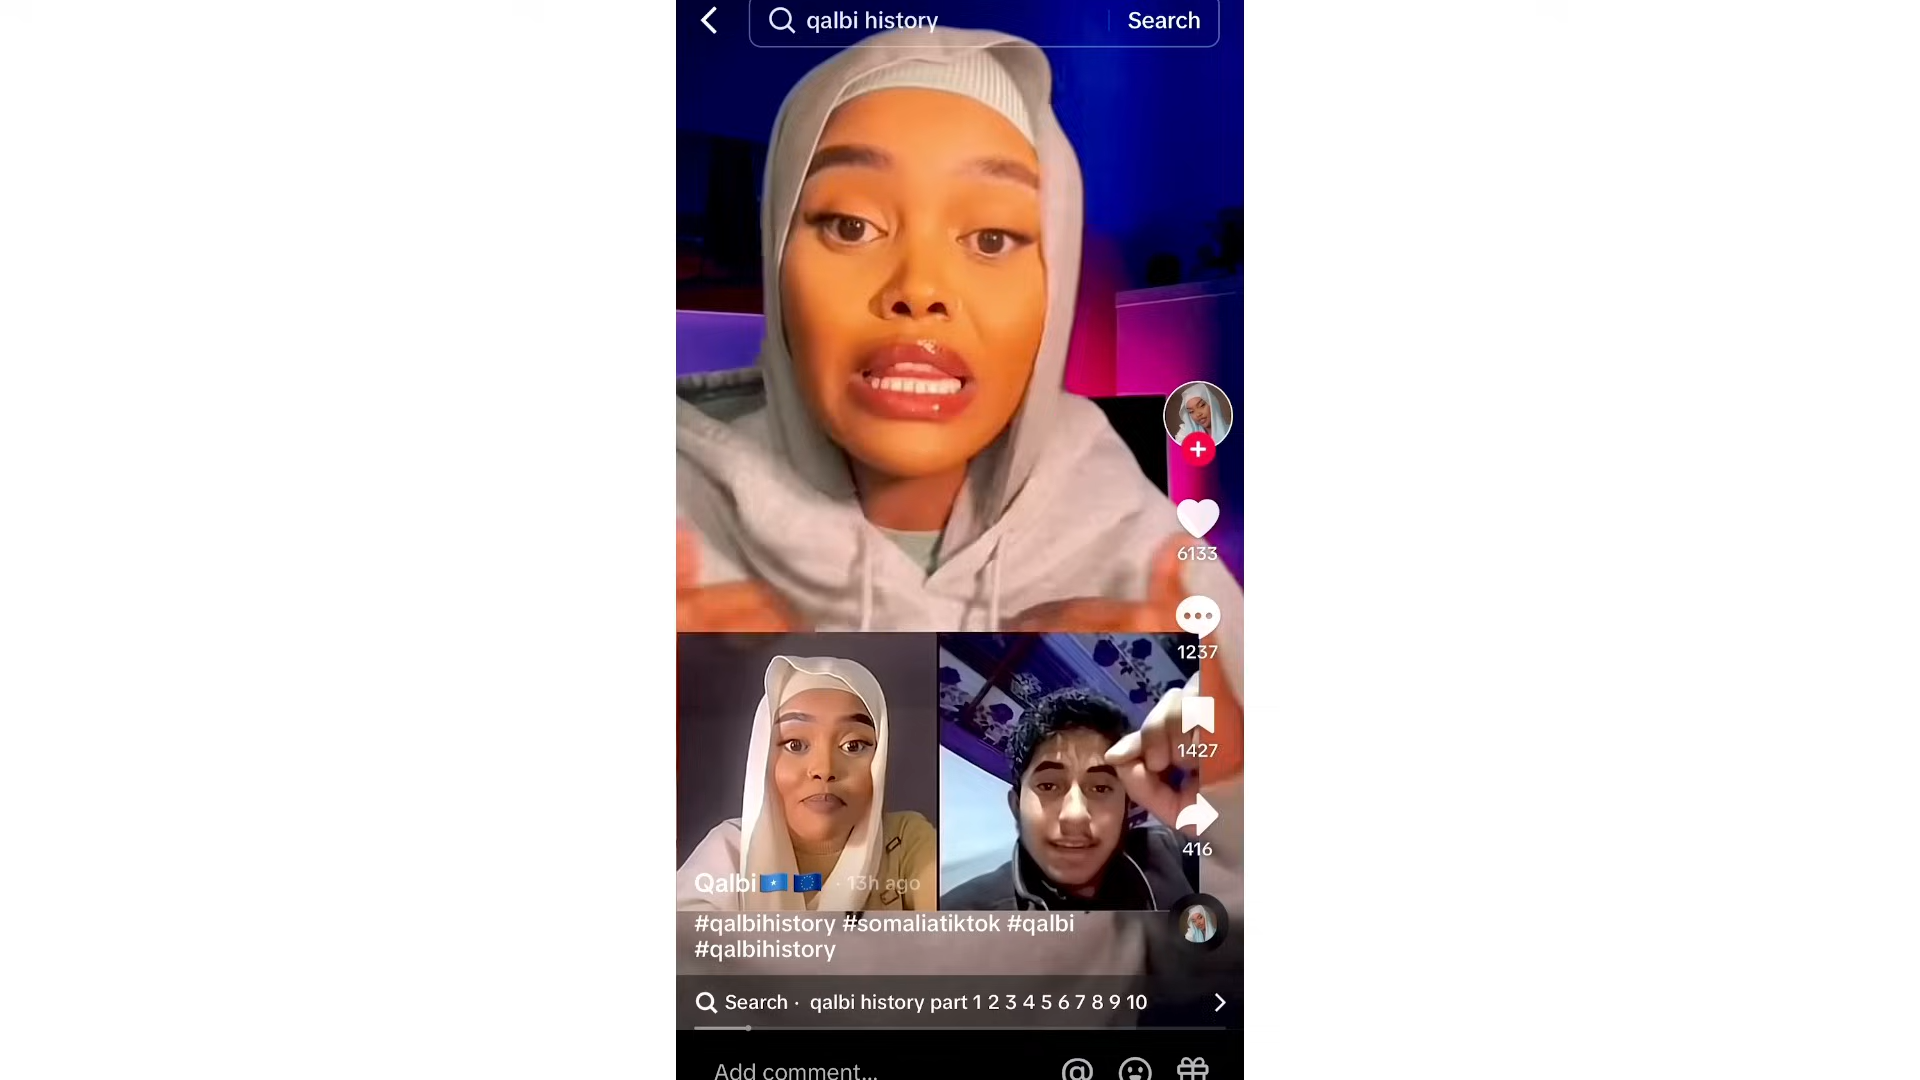 qalbi history
Search
6133
1237
1427
416
Qalbi🇸🇴🇪🇺 · 13h ago
#qalbihistory #somaliatiktok #qalbi
#qalbihistory
Search · qalbi history part 1 2 3 4 5 6 7 8 9 10
Add comment...